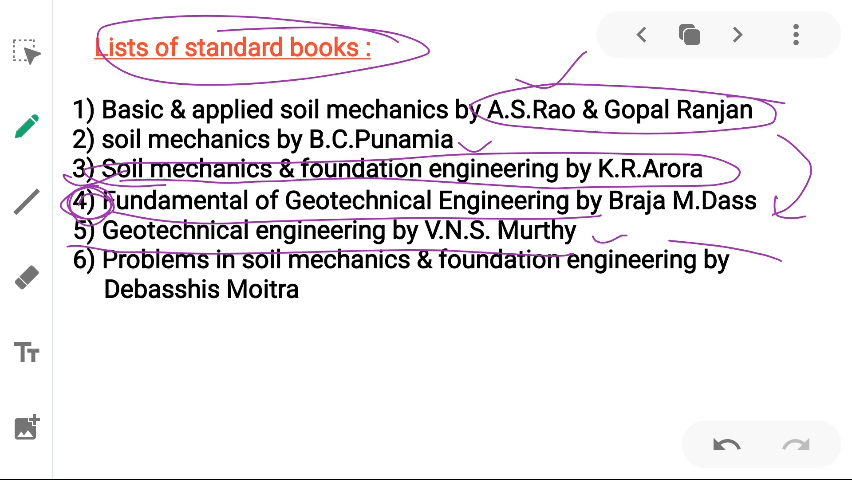 Lists of standard books :
1) Basic & applied soil mechanics by A.S.Rao & Gopal Ranjan
2) soil mechanics by B.C.Punamia
3) Soil mechanics & foundation engineering by K.R.Arora
4) Fundamental of Geotechnical Engineering by Braja M.Dass
5) Geotechnical engineering by V.N.S. Murthy
6) Problems in soil mechanics & foundation engineering by
Debasshis Moitra
TT